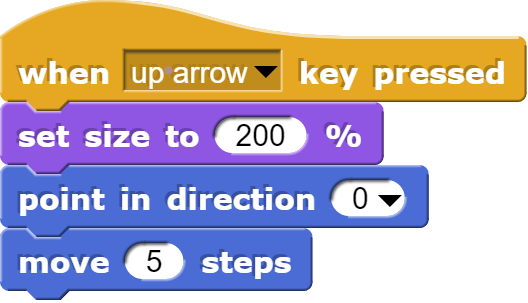 when up arrow key pressed
set size to 200 %
point in direction 0
move 5 steps